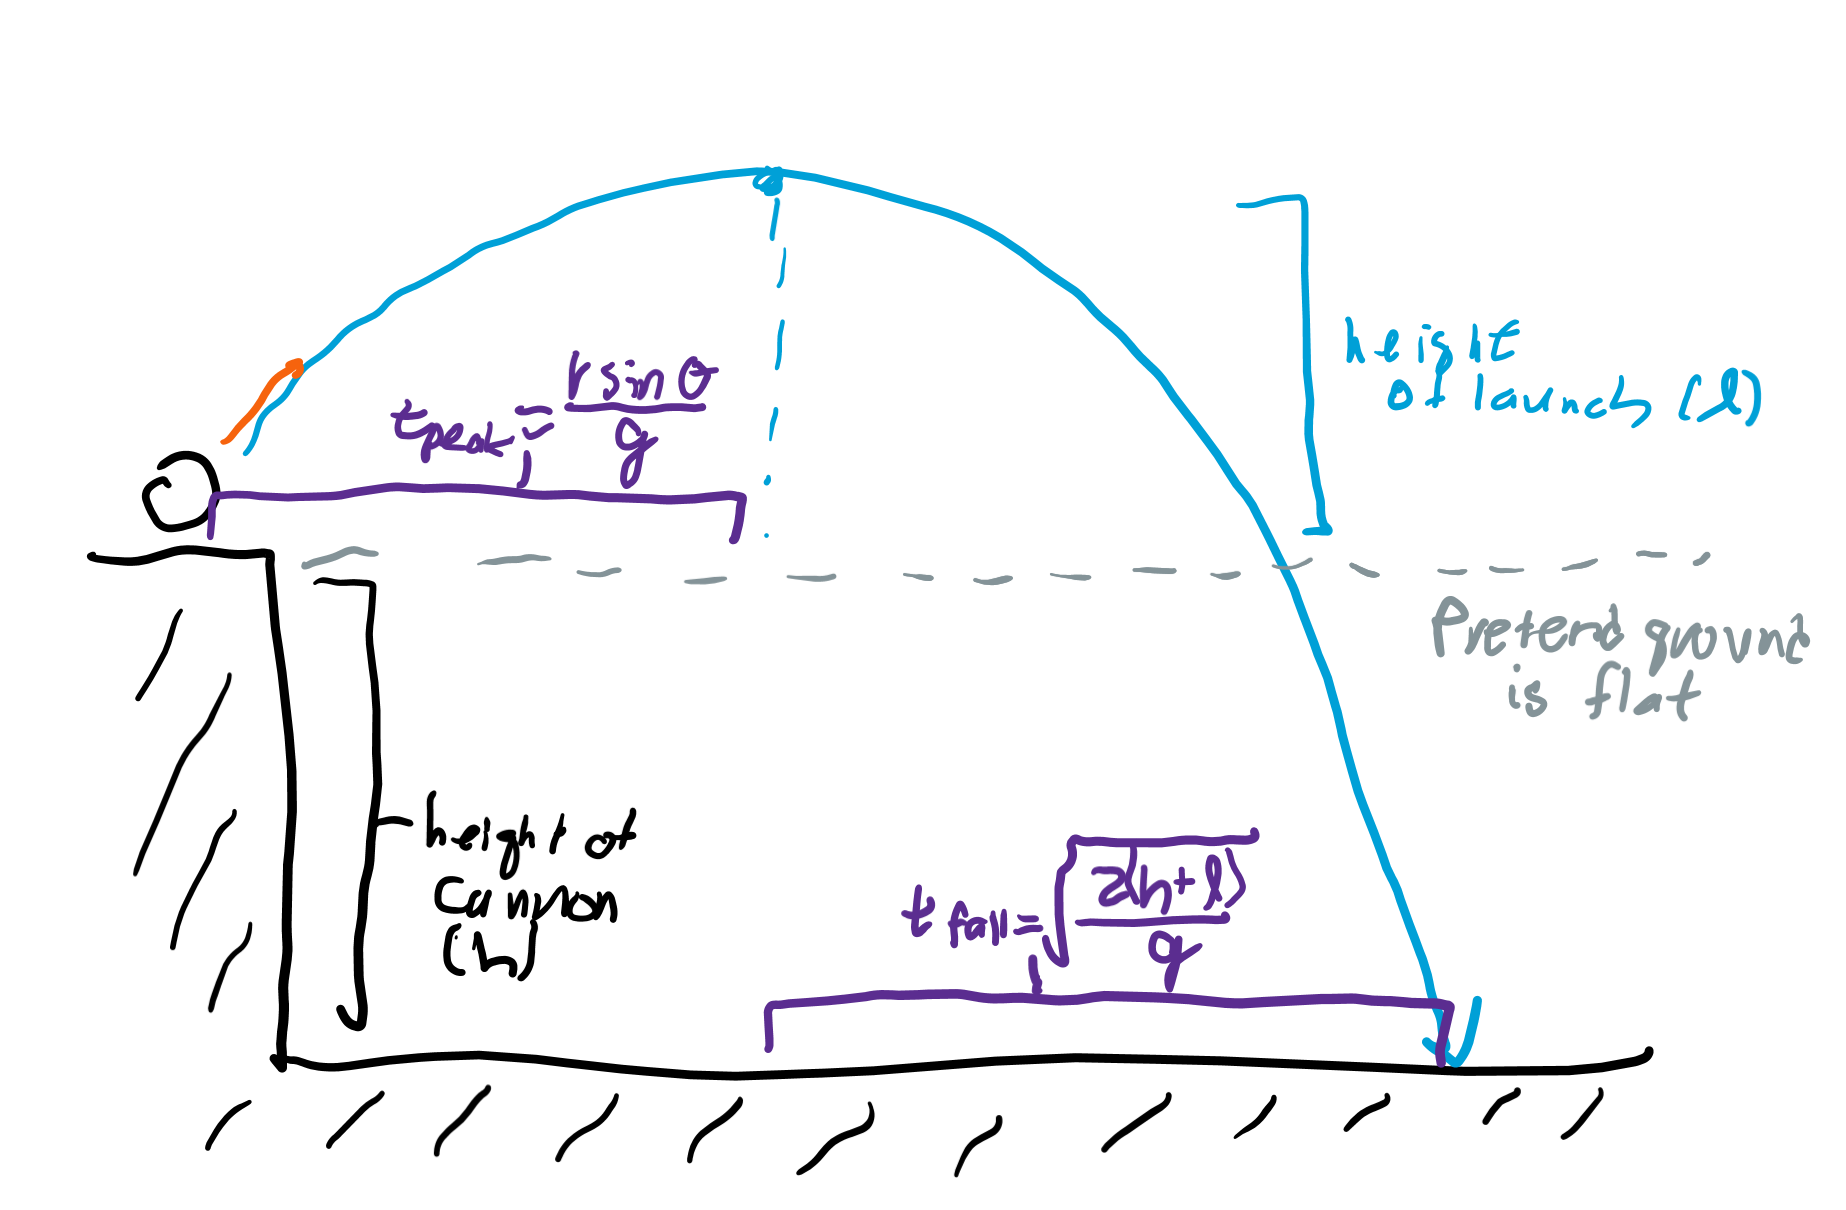 t_peak = r sin θ / g
height
of launch (l)
Pretend ground
is flat
height of
canyon
(h)
t_fall = √(2(h+l) / g)